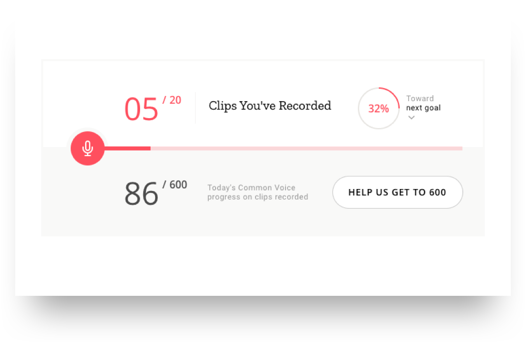 05 / 20
Clips You've Recorded
32%
Toward
next goal
86 / 600
Today's Common Voice
progress on clips recorded
HELP US GET TO 600